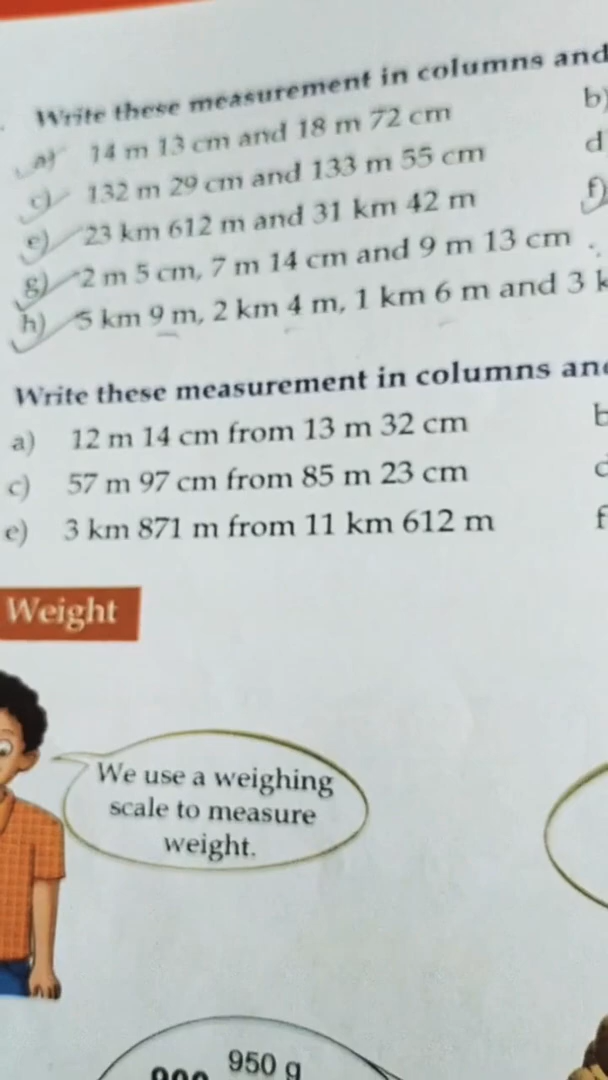 Write these measurement in columns and
a) 14 m 13 cm and 18 m 72 cm
b)
c) 132 m 29 cm and 133 m 55 cm
d
e) 23 km 612 m and 31 km 42 m
f)
g) 2 m 5 cm, 7 m 14 cm and 9 m 13 cm
h) 5 km 9 m, 2 km 4 m, 1 km 6 m and 3 k
Write these measurement in columns and
a) 12 m 14 cm from 13 m 32 cm
c) 57 m 97 cm from 85 m 23 cm
e) 3 km 871 m from 11 km 612 m
f
Weight
We use a weighing
scale to measure
weight.
950 g